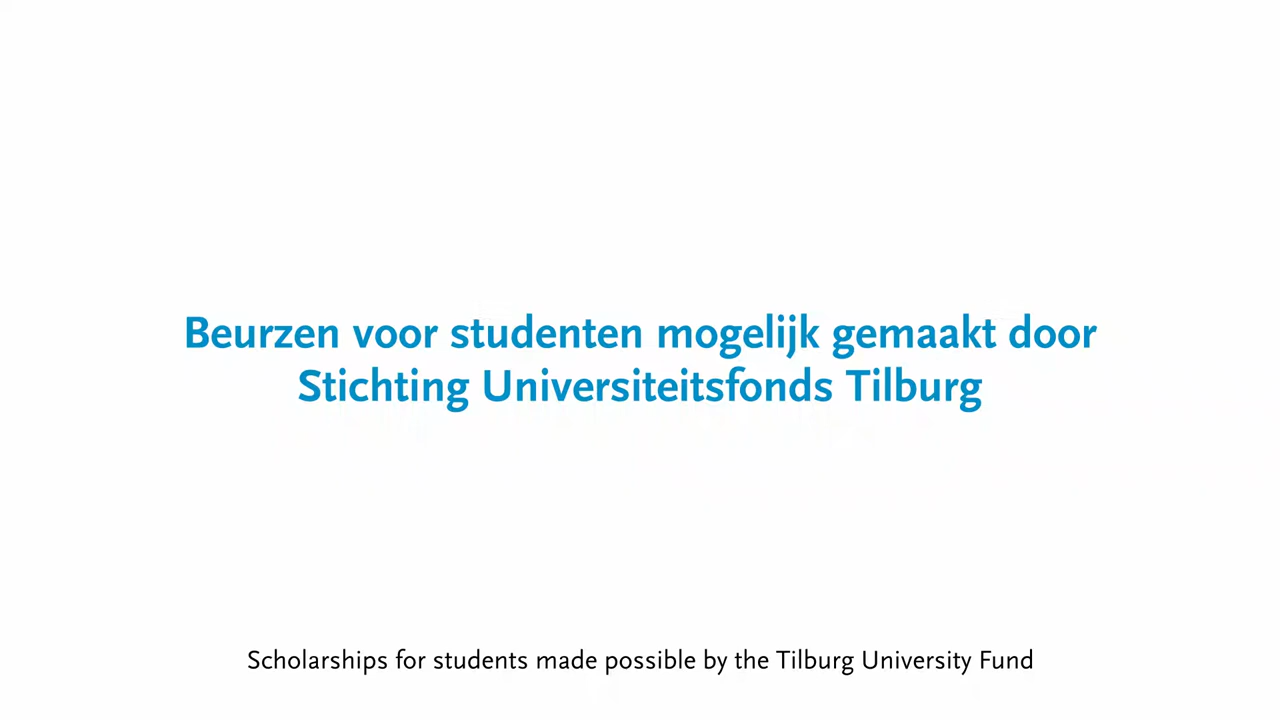 Beurzen voor studenten mogelijk gemaakt door
Stichting Universiteitsfonds Tilburg
Scholarships for students made possible by the Tilburg University Fund